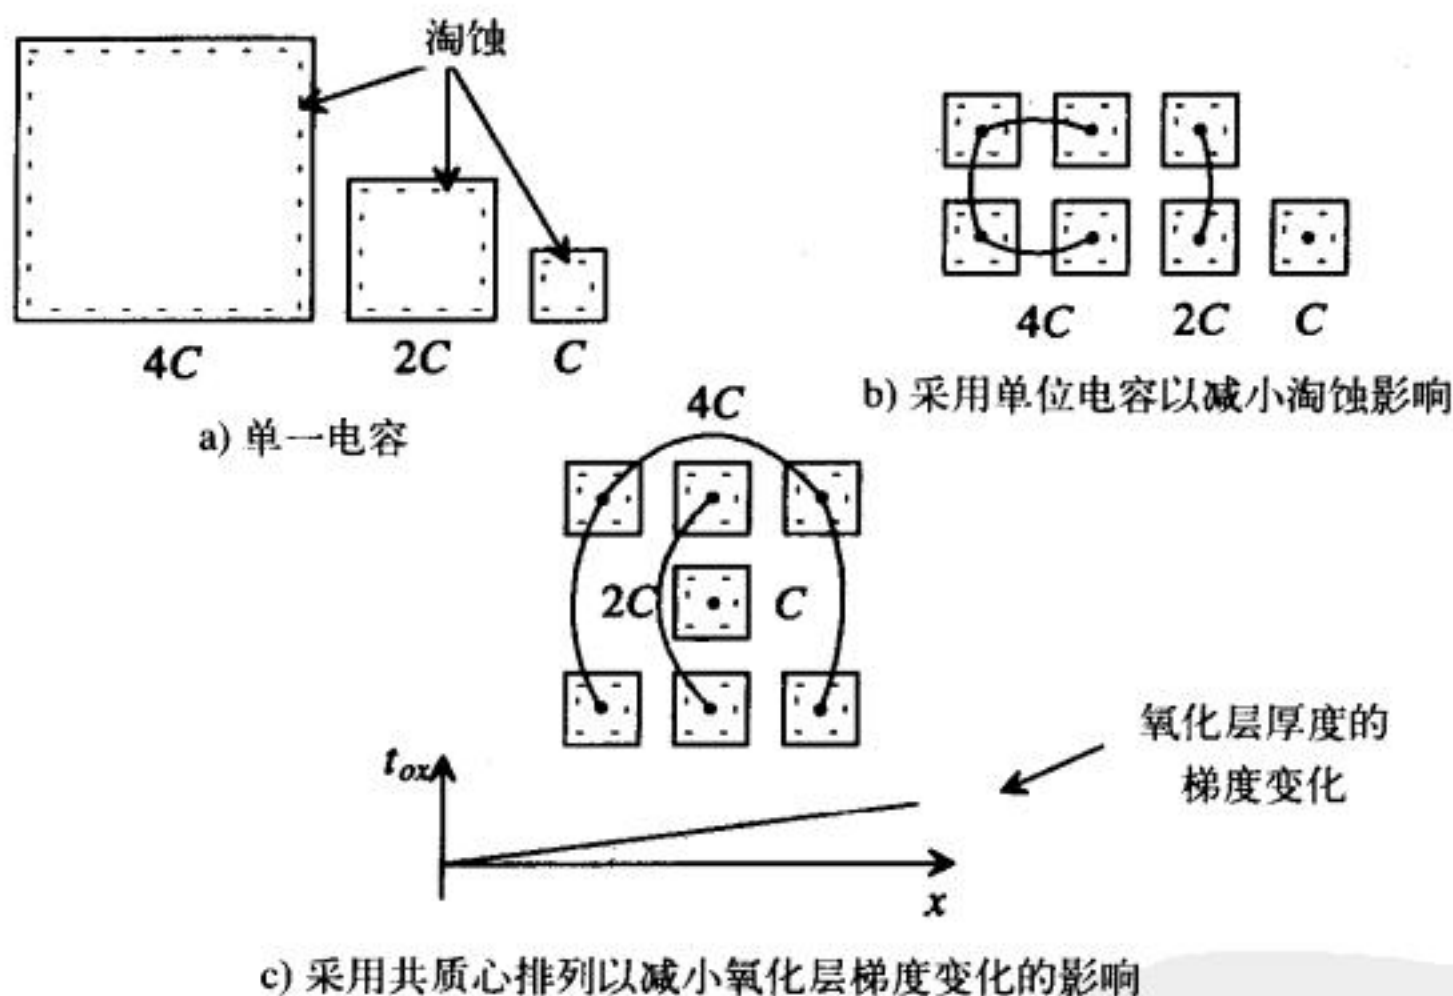 淘蚀
4C
2C
C
a) 单一电容
4C
2C
C
b) 采用单位电容以减小淘蚀影响
4C
2C
C
氧化层厚度的
梯度变化
tox
x
c) 采用共质心排列以减小氧化层梯度变化的影响